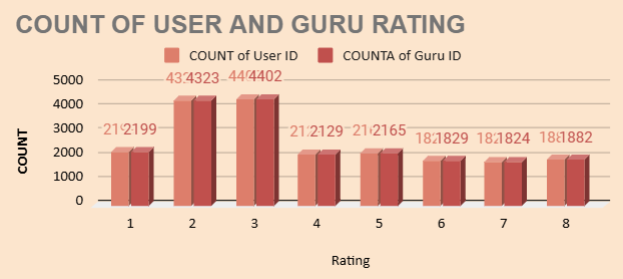 COUNT OF USER AND GURU RATING
COUNT of User ID COUNTA of Guru ID
5000
4000
3000
2000
1000
0
COUNT
2199
4323
4402
2129
2165
1829
1824
1882
1 2 3 4 5 6 7 8
Rating